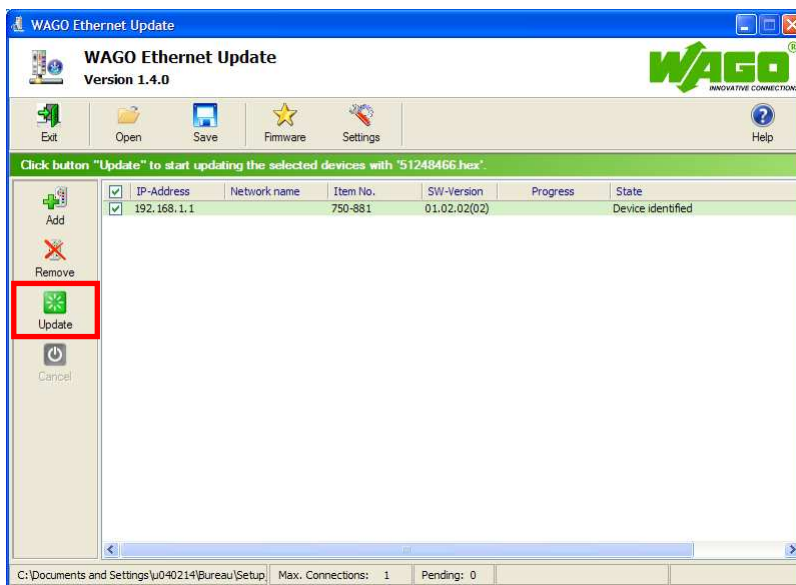 WAGO Ethernet Update
WAGO Ethernet Update
Version 1.4.0
WAGO®
INNOVATIVE CONNECTIONS
Exit Open Save Firmware Settings Help
Click button "Update" to start updating the selected devices with '51248466.hex'.
IP-Address Network name Item No. SW-Version Progress State
192.168.1.1 750-881 01.02.02(02) Device identified
Add
Remove
Update
Cancel
C:\Documents and Settings\u040214\Bureau\Setup Max. Connections: 1 Pending: 0